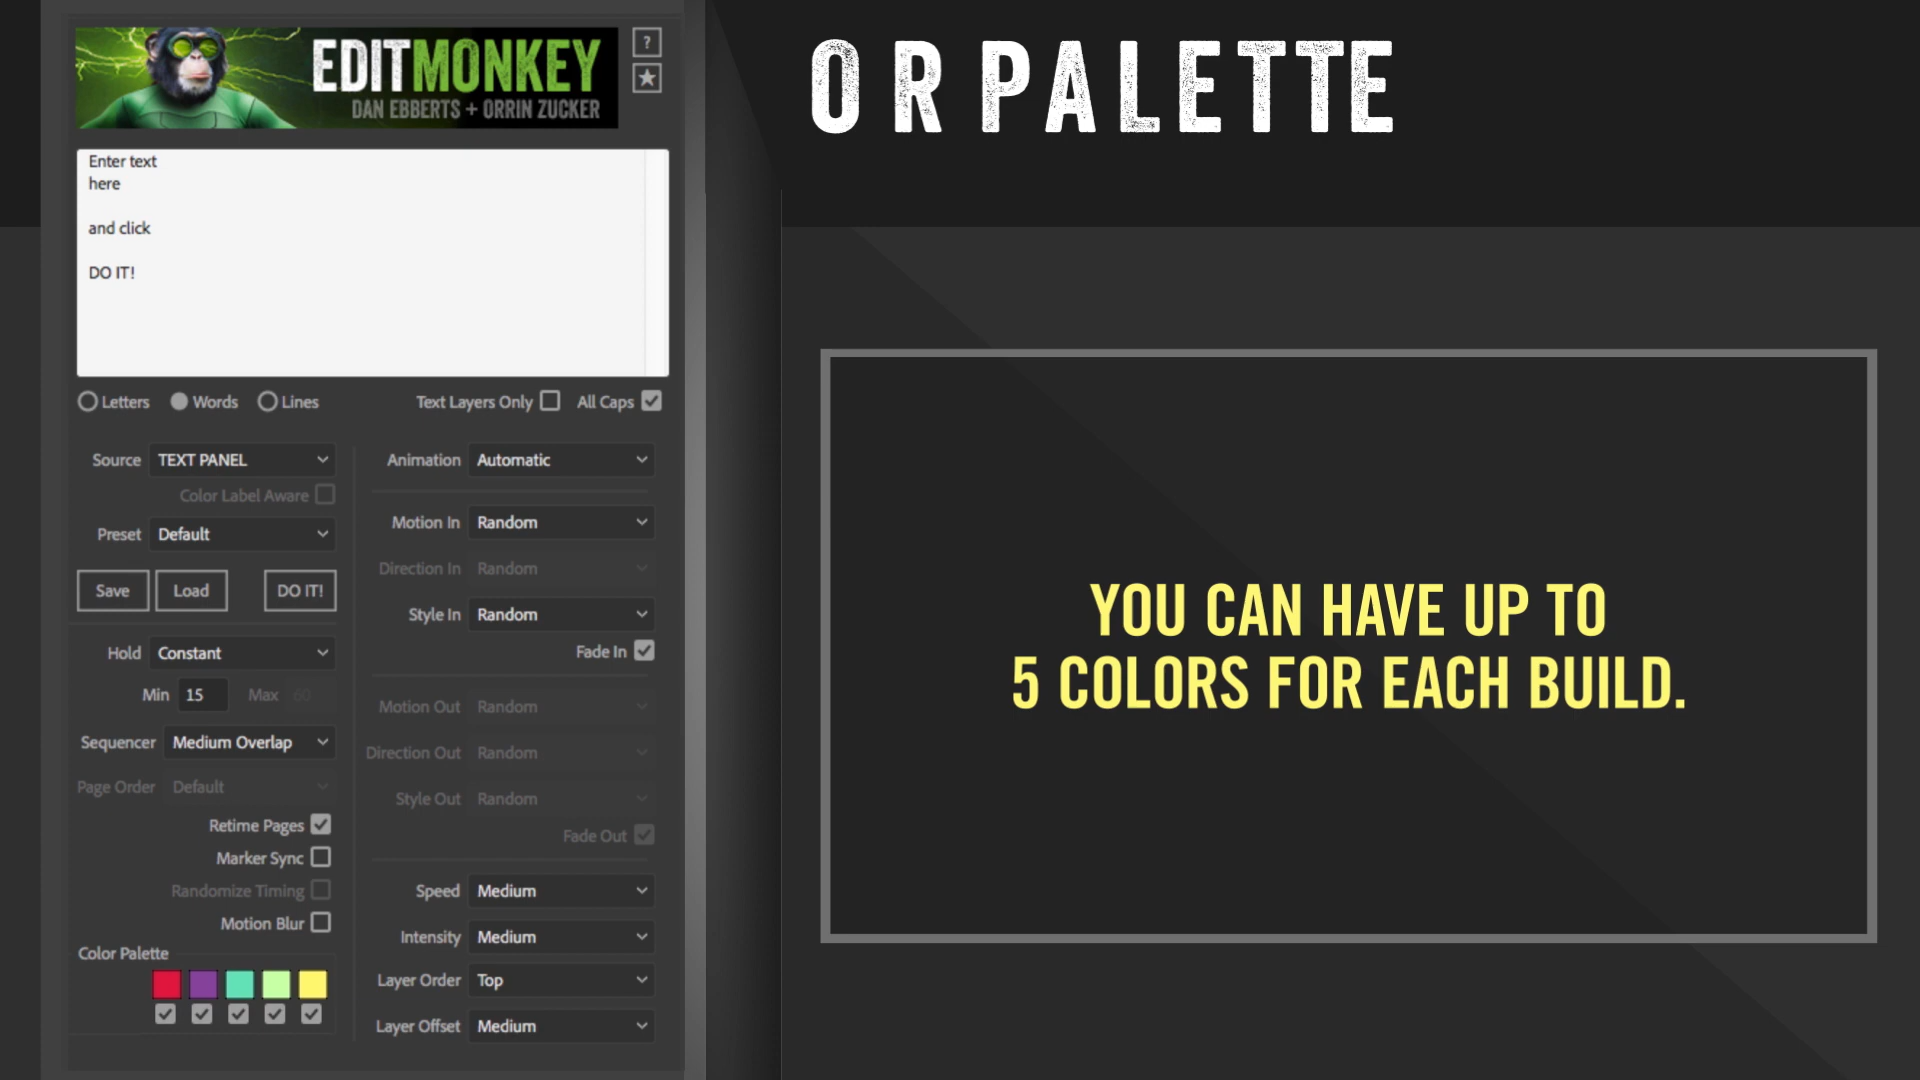 EDITMONKEY
DAN EBBERTS + ORRIN ZUCKER
?
Enter text
here
and click
DO IT!
Letters Words Lines Text Layers Only All Caps
Source TEXT PANEL
Color Label Aware
Preset Default
Save Load DO IT!
Hold Constant
Min 15 Max 60
Sequencer Medium Overlap
Page Order Default
Retime Pages
Marker Sync
Randomize Timing
Motion Blur
Color Palette
Animation Automatic
Motion In Random
Direction In Random
Style In Random
Fade In
Motion Out Random
Direction Out Random
Style Out Random
Fade Out
Speed Medium
Intensity Medium
Layer Order Top
Layer Offset Medium
OR PALETTE
YOU CAN HAVE UP TO
5 COLORS FOR EACH BUILD.